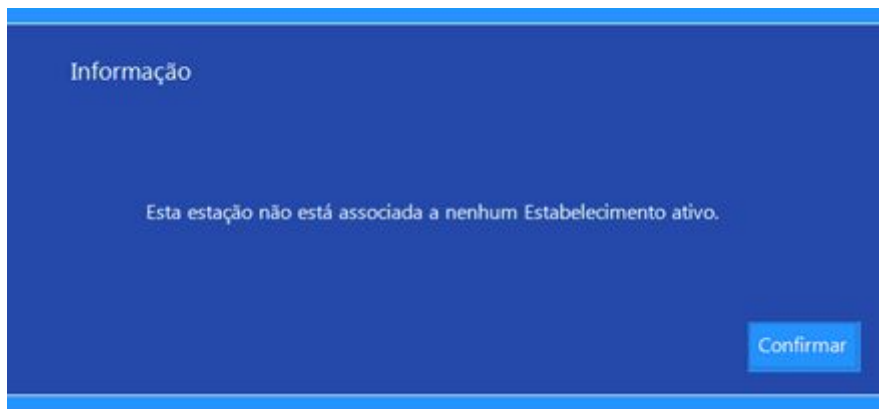 Informação
Esta estação não está associada a nenhum Estabelecimento ativo.
Confirmar